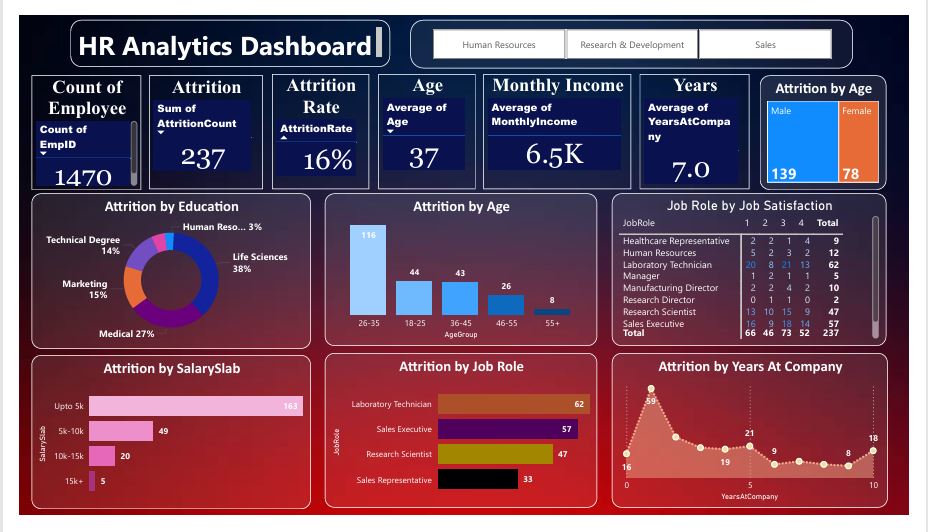 HR Analytics Dashboard
Human Resources
Research & Development
Sales
Count of
Employee
Count of
EmpID
1470
Attrition
Sum of
AttritionCount
237
Attrition
Rate
AttritionRate
16%
Age
Average of
Age
37
Monthly Income
Average of
MonthlyIncome
6.5K
Years
Average of
YearsAtCompa
ny
7.0
Attrition by Age
Male
Female
139
78
Attrition by Education
Human Reso... 3%
Life Sciences
38%
Technical Degree
14%
Marketing
15%
Medical 27%
Attrition by Age
116
44
43
26
8
26-35 18-25 36-45 46-55 55+
AgeGroup
Job Role by Job Satisfaction
JobRole 1 2 3 4 Total
Healthcare Representative 2 2 1 4 9
Human Resources 5 2 3 2 12
Laboratory Technician 20 8 21 13 62
Manager 1 2 1 1 5
Manufacturing Director 2 2 4 2 10
Research Director 0 1 1 0 2
Research Scientist 13 10 15 9 47
Sales Executive 16 9 18 14 57
Total 66 46 73 52 237
Attrition by SalarySlab
SalarySlab
Upto 5k 163
5k-10k 49
10k-15k 20
15k+ 5
Attrition by Job Role
JobRole
Laboratory Technician 62
Sales Executive 57
Research Scientist 47
Sales Representative 33
Attrition by Years At Company
16
59
19
21
9
8
18
0 5 10
YearsAtCompany